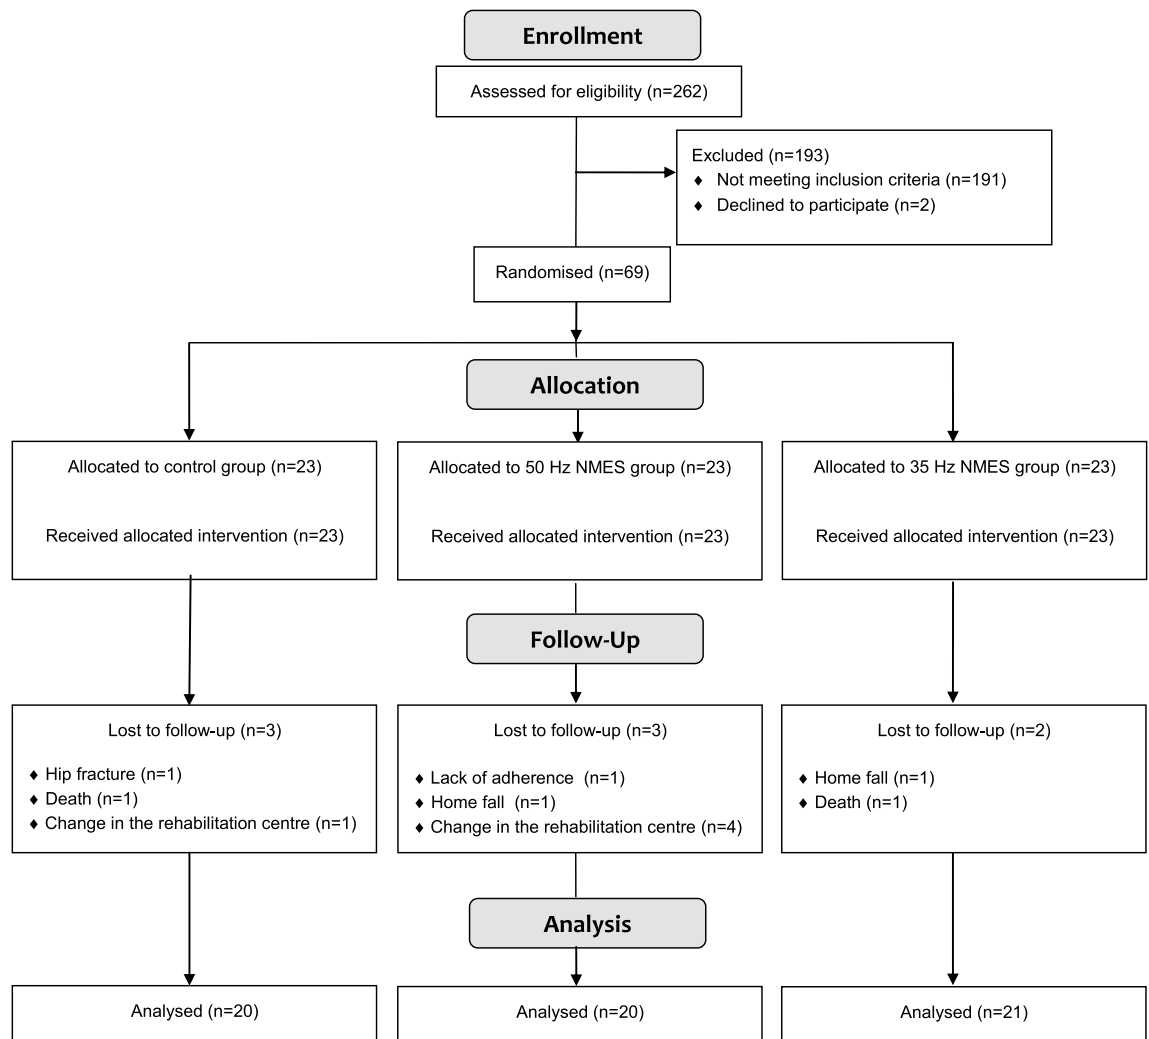 Enrollment
Assessed for eligibility (n=262)
Excluded (n=193)
♦ Not meeting inclusion criteria (n=191)
♦ Declined to participate (n=2)
Randomised (n=69)
Allocation
Allocated to control group (n=23)
Received allocated intervention (n=23)
Allocated to 50 Hz NMES group (n=23)
Received allocated intervention (n=23)
Allocated to 35 Hz NMES group (n=23)
Received allocated intervention (n=23)
Follow-Up
Lost to follow-up (n=3)
♦ Hip fracture (n=1)
♦ Death (n=1)
♦ Change in the rehabilitation centre (n=1)
Lost to follow-up (n=3)
♦ Lack of adherence (n=1)
♦ Home fall (n=1)
♦ Change in the rehabilitation centre (n=4)
Lost to follow-up (n=2)
♦ Home fall (n=1)
♦ Death (n=1)
Analysis
Analysed (n=20)
Analysed (n=20)
Analysed (n=21)